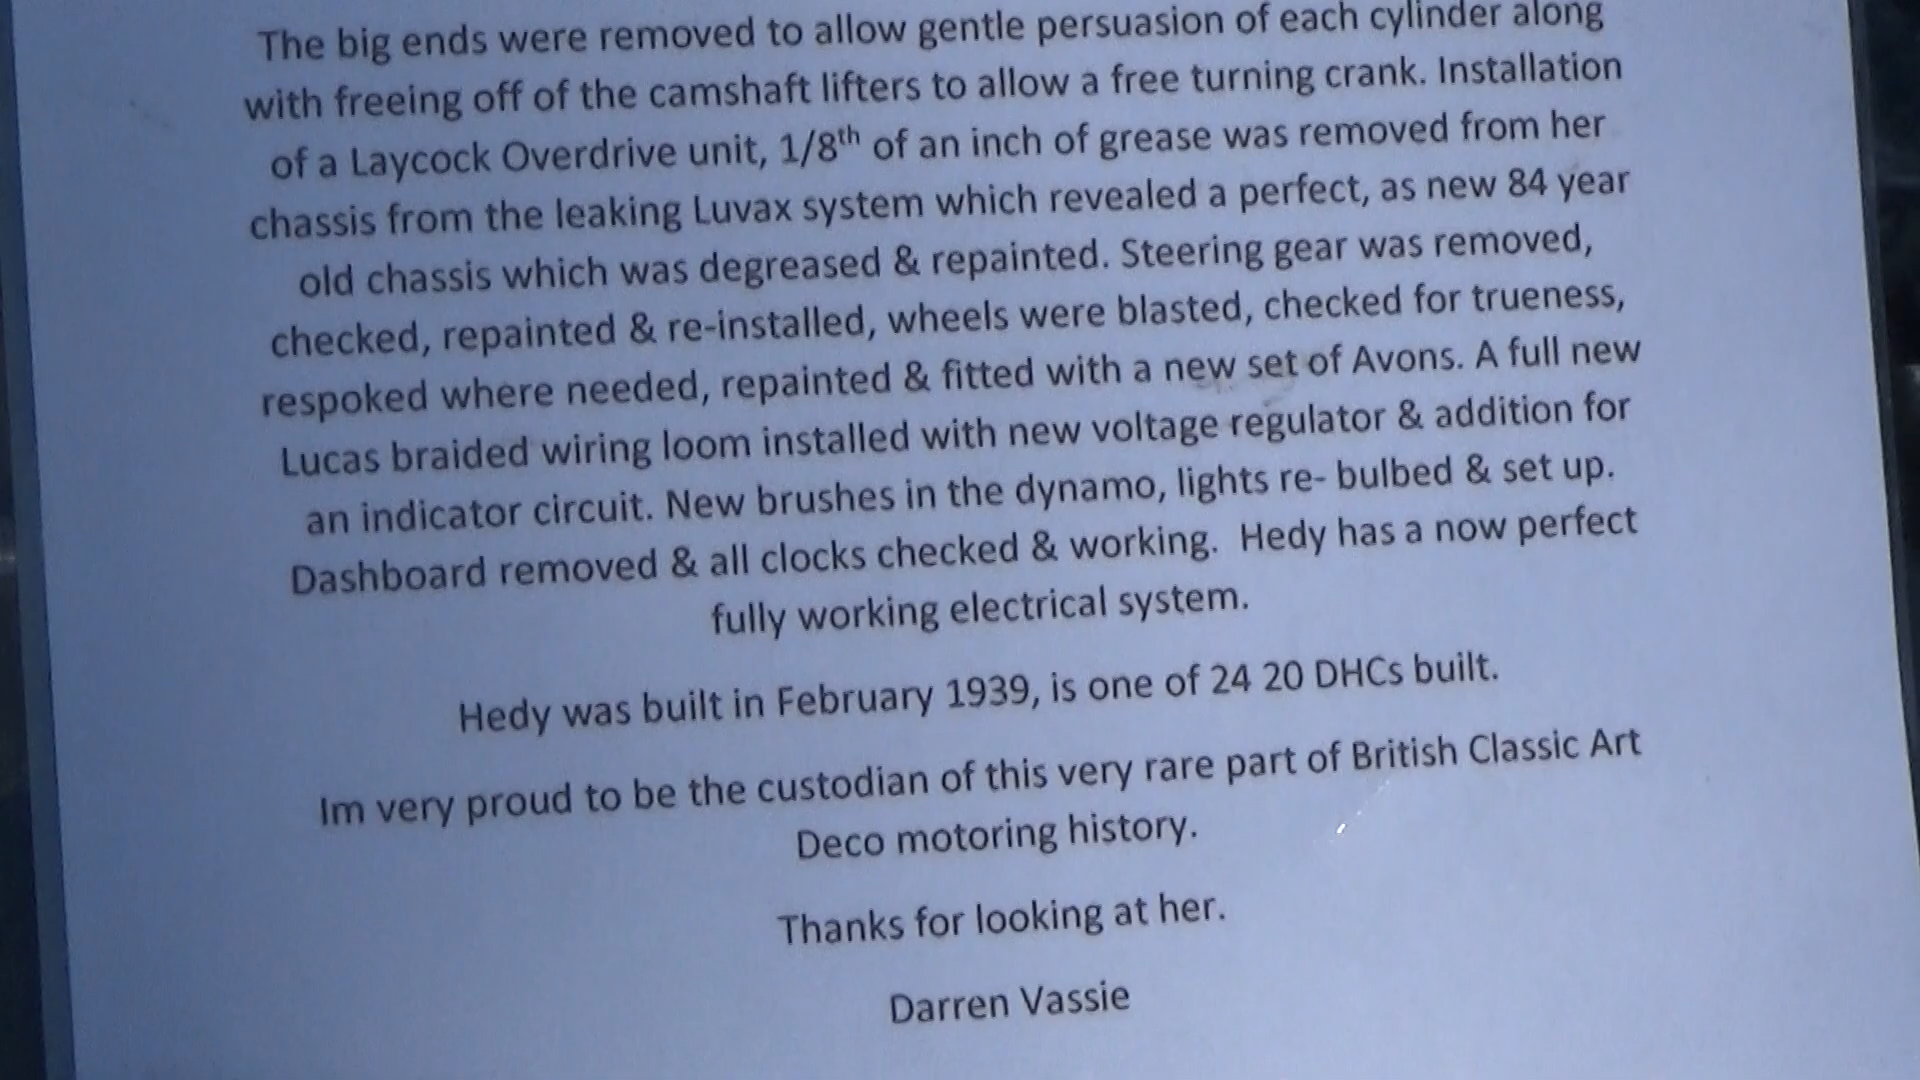 The big ends were removed to allow gentle persuasion of each cylinder along
with freeing off of the camshaft lifters to allow a free turning crank. Installation
of a Laycock Overdrive unit, 1/8th of an inch of grease was removed from her
chassis from the leaking Luvax system which revealed a perfect, as new 84 year
old chassis which was degreased & repainted. Steering gear was removed,
checked, repainted & re-installed, wheels were blasted, checked for trueness,
respoked where needed, repainted & fitted with a new set of Avons. A full new
Lucas braided wiring loom installed with new voltage regulator & addition for
an indicator circuit. New brushes in the dynamo, lights re- bulbed & set up.
Dashboard removed & all clocks checked & working.  Hedy has a now perfect
fully working electrical system.
Hedy was built in February 1939, is one of 24 20 DHCs built.
Im very proud to be the custodian of this very rare part of British Classic Art
Deco motoring history.
Thanks for looking at her.
Darren Vassie